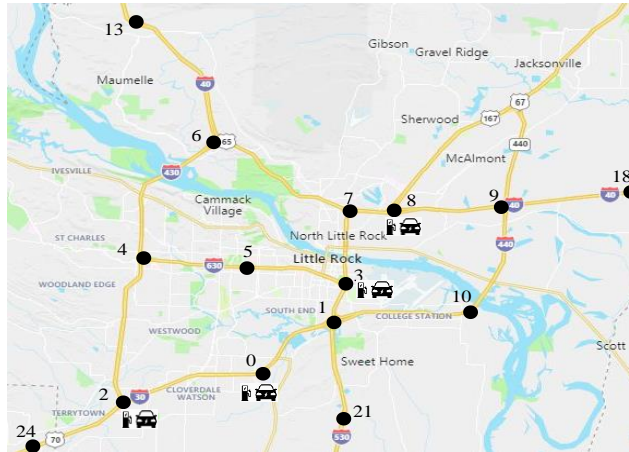 13
Gibson
Gravel Ridge
Jacksonville
Maumelle
40
67
167
Sherwood
6
65
440
McAlmont
IVESVILLE
430
18
Cammack
Village
7
8
9
40
40
ST CHARLES
North Little Rock
4
5
630
Little Rock
440
3
WOODLAND EDGE
10
SOUTH END
1
COLLEGE STATION
WESTWOOD
Scott
0
Sweet Home
CLOVERDALE
WATSON
2
30
TERRYTOWN
21
24
70
530